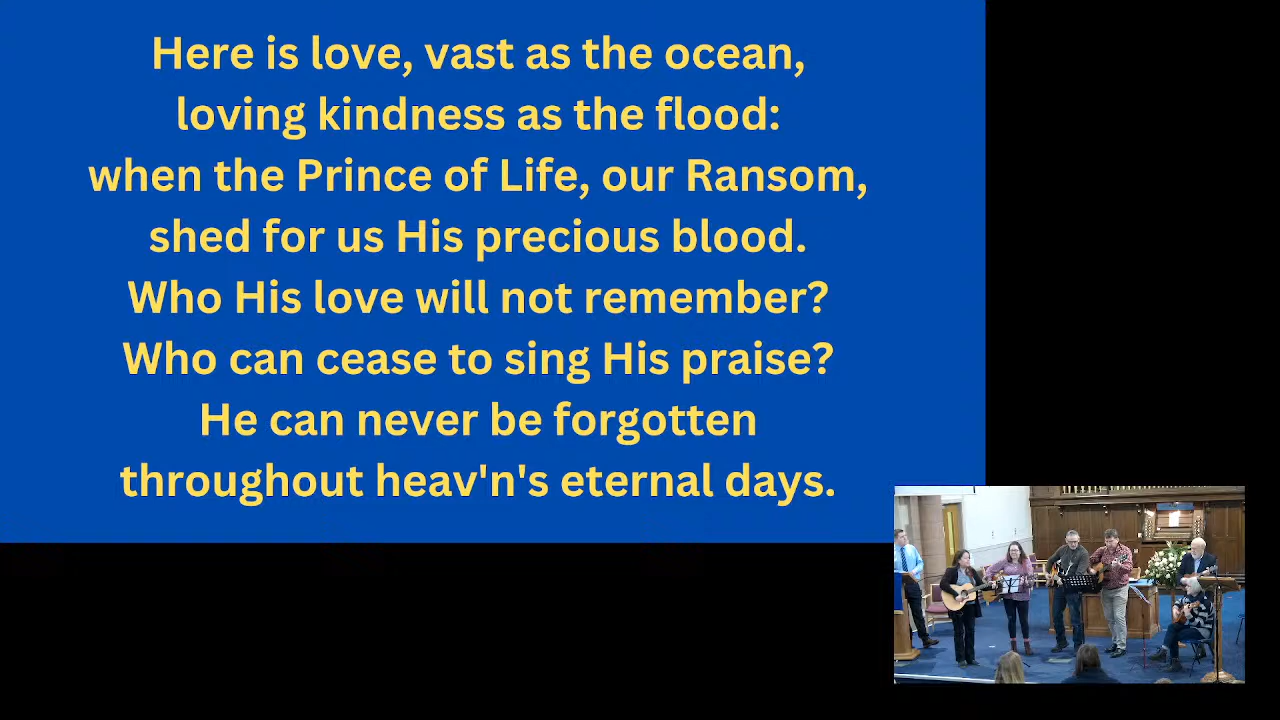 Here is love, vast as the ocean,
loving kindness as the flood:
when the Prince of Life, our Ransom,
shed for us His precious blood.
Who His love will not remember?
Who can cease to sing His praise?
He can never be forgotten
throughout heav'n's eternal days.